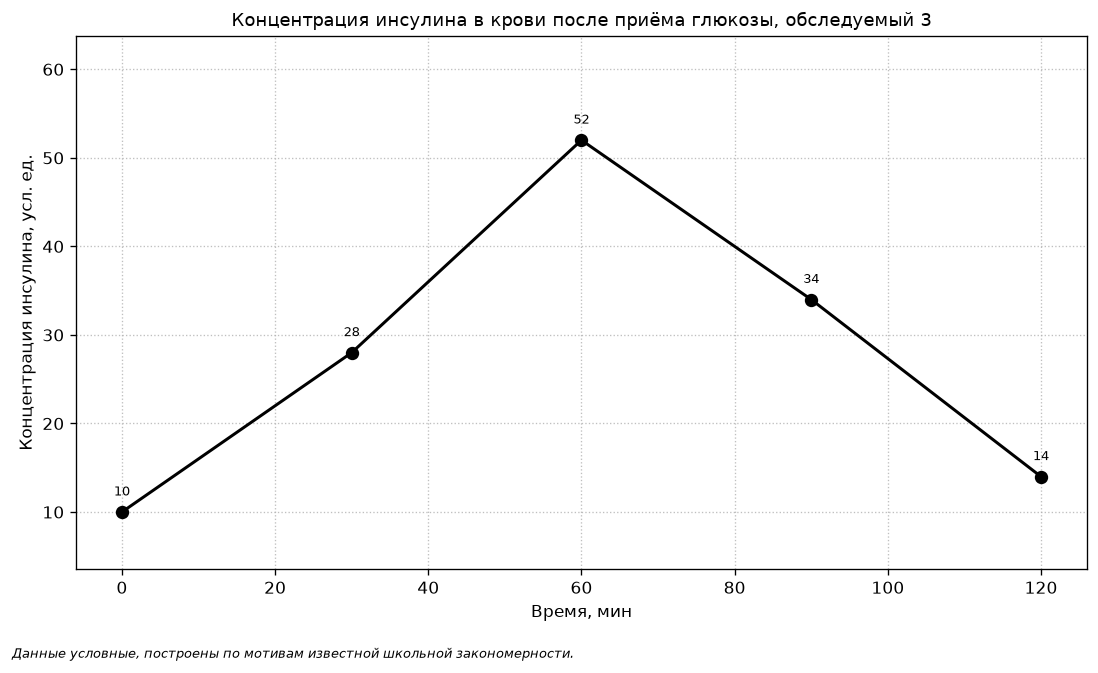 Концентрация инсулина в крови после приёма глюкозы, обследуемый 3
Концентрация инсулина, усл. ед.
60
50
40
30
20
10
10
28
52
34
14
0 20 40 60 80 100 120
Время, мин
Данные условные, построены по мотивам известной школьной закономерности.